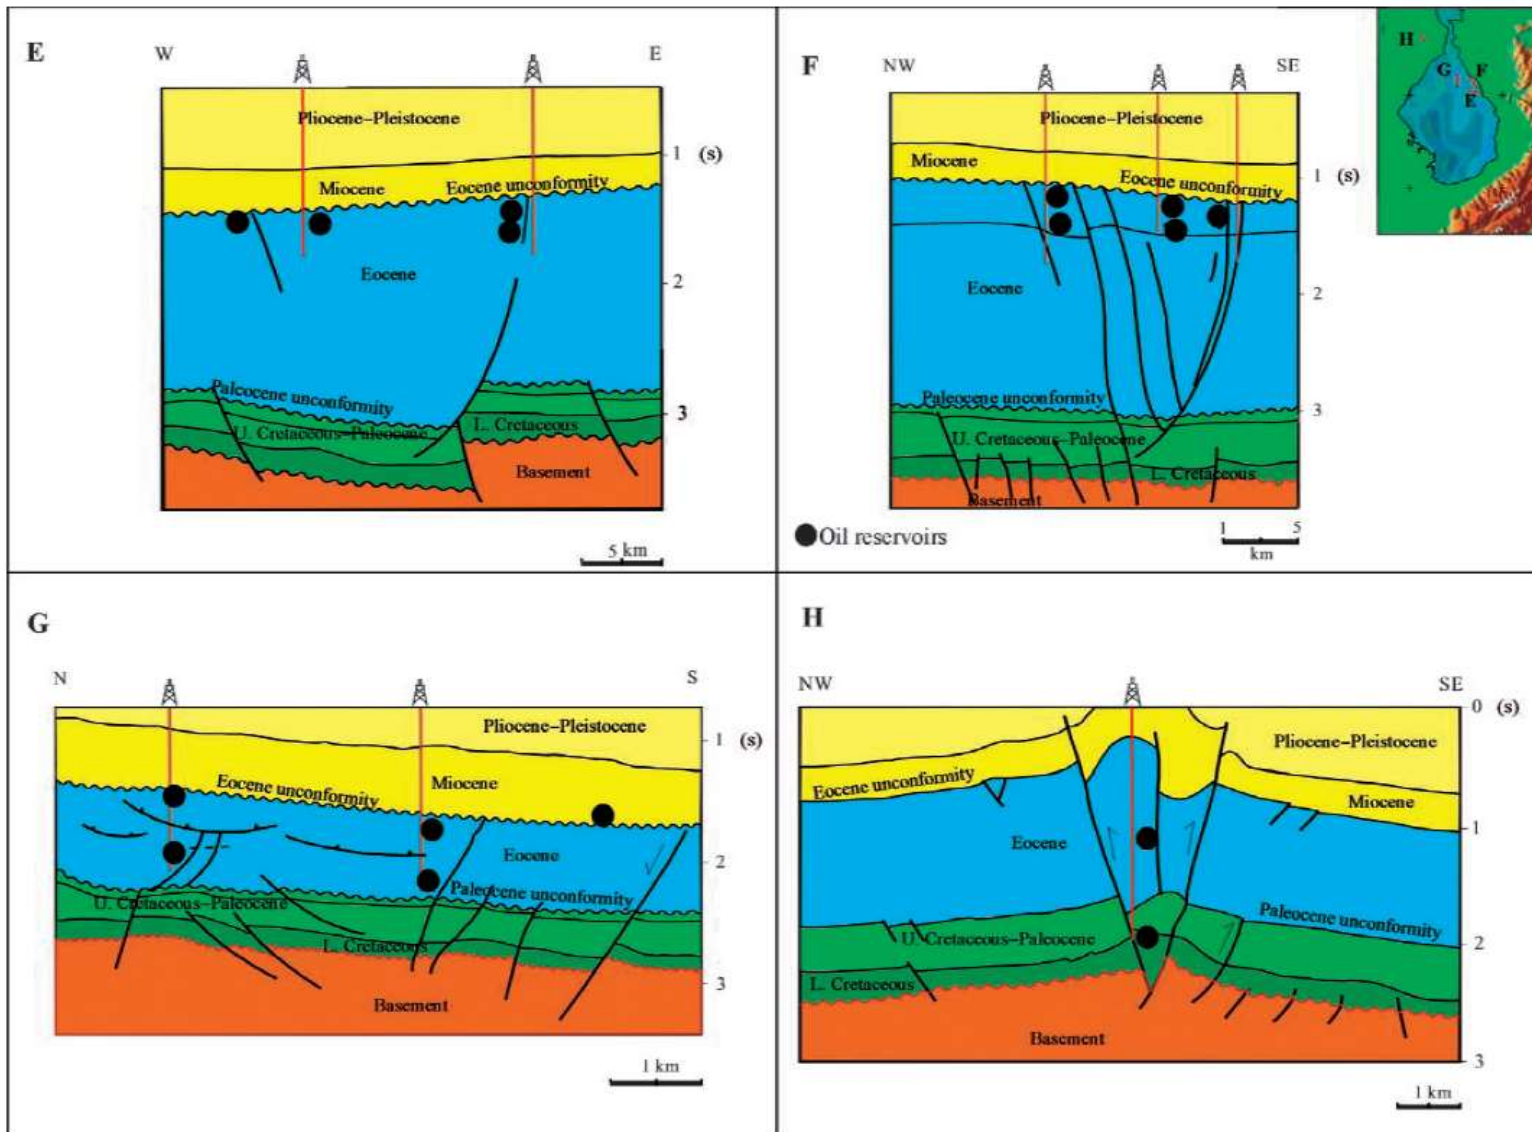 E
W
E
Pliocene–Pleistocene
1 (s)
Miocene
Eocene unconformity
Eocene
2
Paleocene unconformity
3
L. Cretaceous
U. Cretaceous–Paleocene
Basement
5 km
F
NW
SE
Pliocene–Pleistocene
Miocene
1 (s)
Eocene unconformity
Eocene
2
Paleocene unconformity
3
U. Cretaceous–Paleocene
L. Cretaceous
Basement
Oil reservoirs
1 5
km
H
G
F
E
G
N
S
Pliocene–Pleistocene
1 (s)
Miocene
Eocene unconformity
Eocene
2
Paleocene unconformity
U. Cretaceous–Paleocene
L. Cretaceous
3
Basement
1 km
H
NW
SE
0 (s)
Pliocene–Pleistocene
Eocene unconformity
Miocene
1
Eocene
Paleocene unconformity
U. Cretaceous–Paleocene
2
L. Cretaceous
Basement
3
1 km